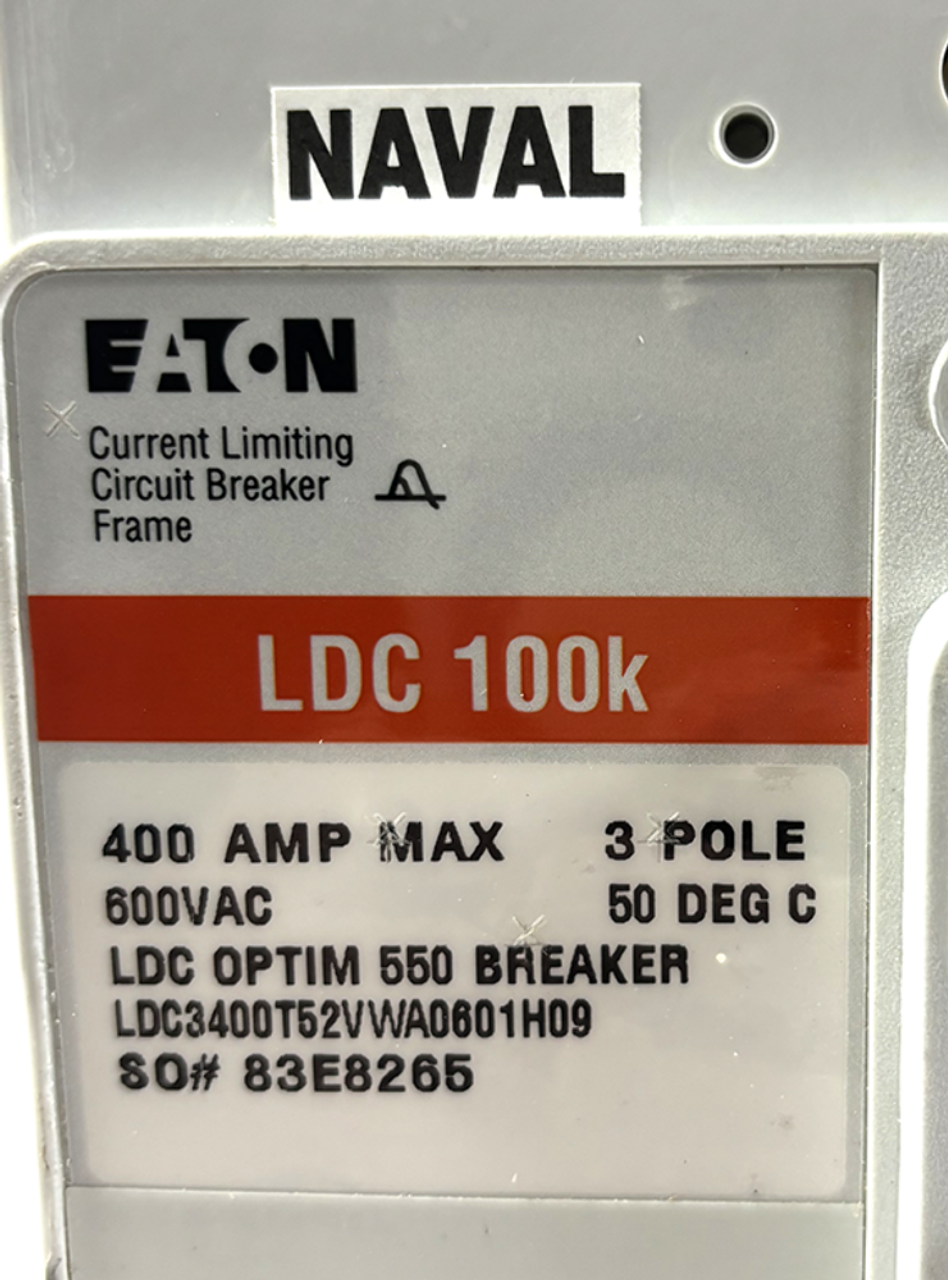 NAVAL
EATON
Current Limiting
Circuit Breaker
Frame
LDC 100k
400 AMP MAX 3 POLE
600VAC 50 DEG C
LDC OPTIM 550 BREAKER
LDC3400T52VWA0601H09
SO# 83E8265